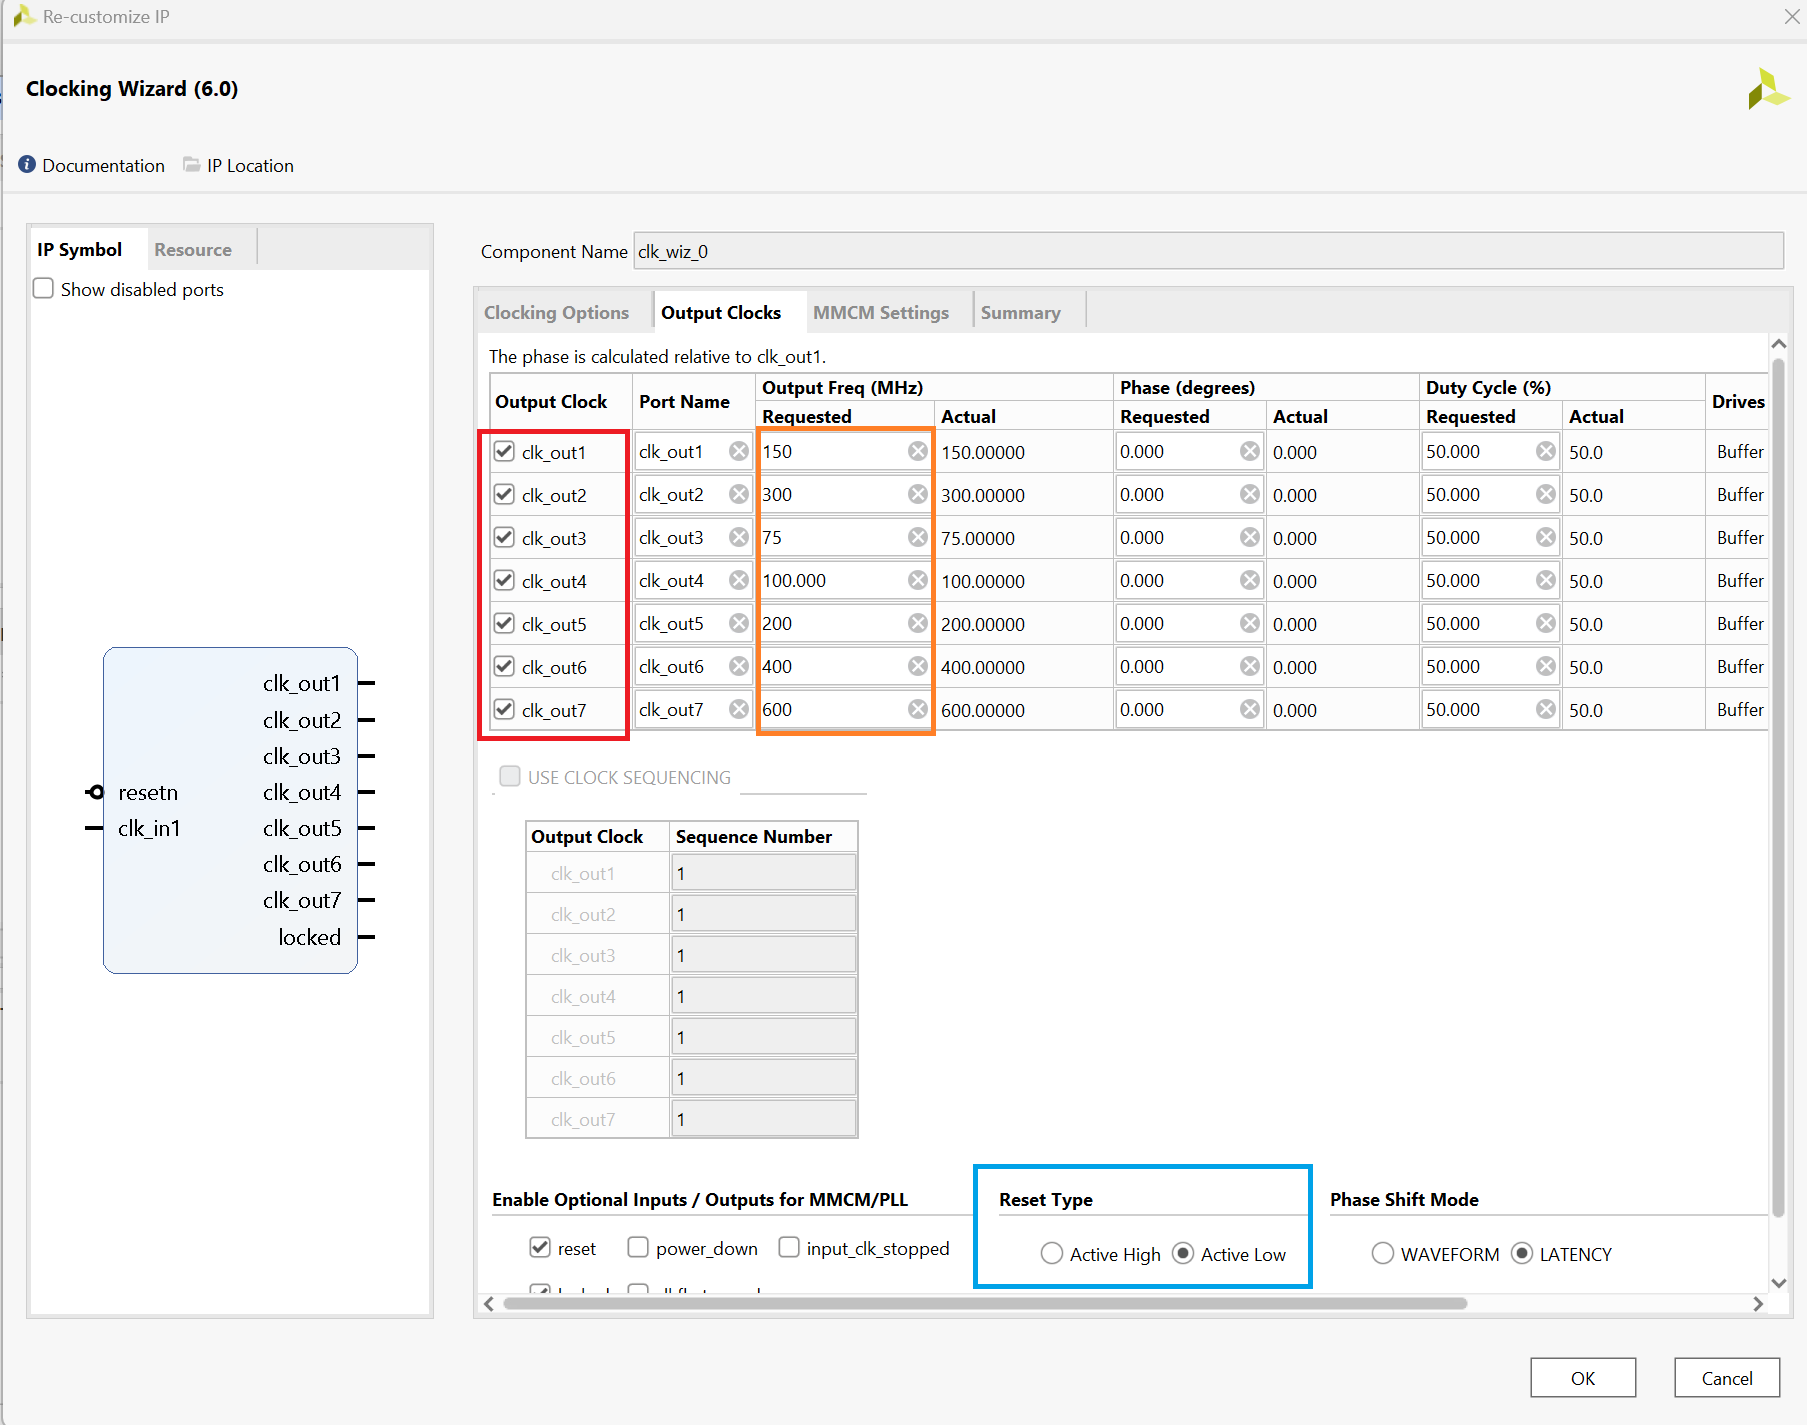 Re-customize IP
Clocking Wizard (6.0)
Documentation IP Location
IP Symbol Resource
Show disabled ports
resetn
clk_in1
clk_out1
clk_out2
clk_out3
clk_out4
clk_out5
clk_out6
clk_out7
locked
Component Name clk_wiz_0
Clocking Options Output Clocks MMCM Settings Summary
The phase is calculated relative to clk_out1.
Output Clock Port Name Output Freq (MHz) Phase (degrees) Duty Cycle (%) Drives
Requested Actual Requested Actual Requested Actual
clk_out1 clk_out1 150 150.00000 0.000 0.000 50.000 50.0 Buffer
clk_out2 clk_out2 300 300.00000 0.000 0.000 50.000 50.0 Buffer
clk_out3 clk_out3 75 75.00000 0.000 0.000 50.000 50.0 Buffer
clk_out4 clk_out4 100.000 100.00000 0.000 0.000 50.000 50.0 Buffer
clk_out5 clk_out5 200 200.00000 0.000 0.000 50.000 50.0 Buffer
clk_out6 clk_out6 400 400.00000 0.000 0.000 50.000 50.0 Buffer
clk_out7 clk_out7 600 600.00000 0.000 0.000 50.000 50.0 Buffer
USE CLOCK SEQUENCING
Output Clock Sequence Number
clk_out1 1
clk_out2 1
clk_out3 1
clk_out4 1
clk_out5 1
clk_out6 1
clk_out7 1
Enable Optional Inputs / Outputs for MMCM/PLL Reset Type Phase Shift Mode
reset power_down input_clk_stopped Active High Active Low WAVEFORM LATENCY
OK Cancel